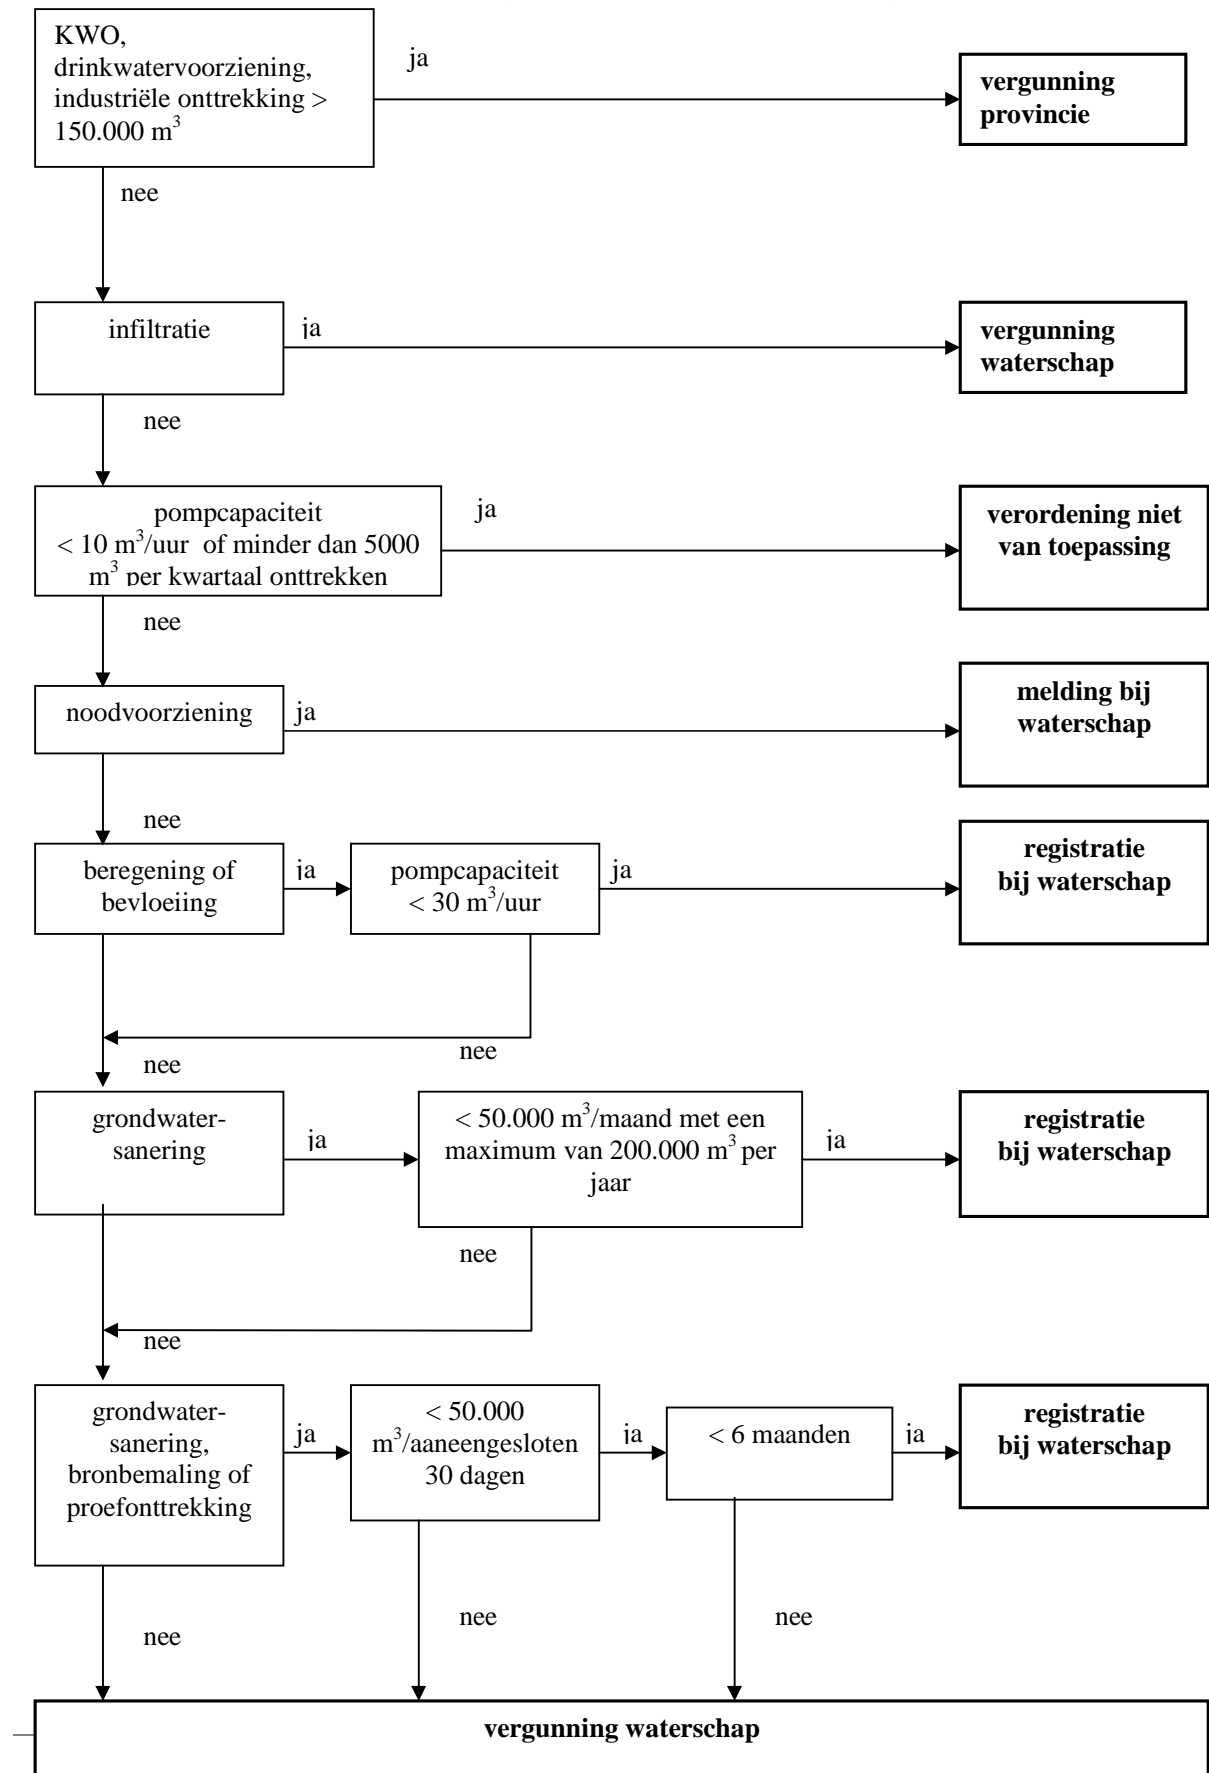 KWO,
drinkwatervoorziening,
industriële onttrekking >
150.000 m³
ja
vergunning
provincie
nee
infiltratie
ja
vergunning
waterschap
nee
pompcapaciteit
< 10 m³/uur of minder dan 5000
m³ per kwartaal onttrekken
ja
verordening niet
van toepassing
nee
noodvoorziening
ja
melding bij
waterschap
nee
beregening of
bevloeiing
ja
pompcapaciteit
< 30 m³/uur
ja
registratie
bij waterschap
nee
nee
grondwater-
sanering
ja
< 50.000 m³/maand met een
maximum van 200.000 m³ per
jaar
ja
registratie
bij waterschap
nee
nee
grondwater-
sanering,
bronbemaling of
proefonttrekking
ja
< 50.000
m³/aaneengesloten
30 dagen
ja
< 6 maanden
ja
registratie
bij waterschap
nee
nee
nee
vergunning waterschap